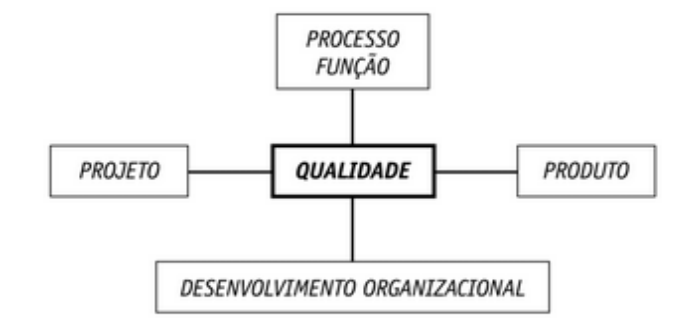 PROCESSO
FUNÇÃO
PROJETO
QUALIDADE
PRODUTO
DESENVOLVIMENTO ORGANIZACIONAL